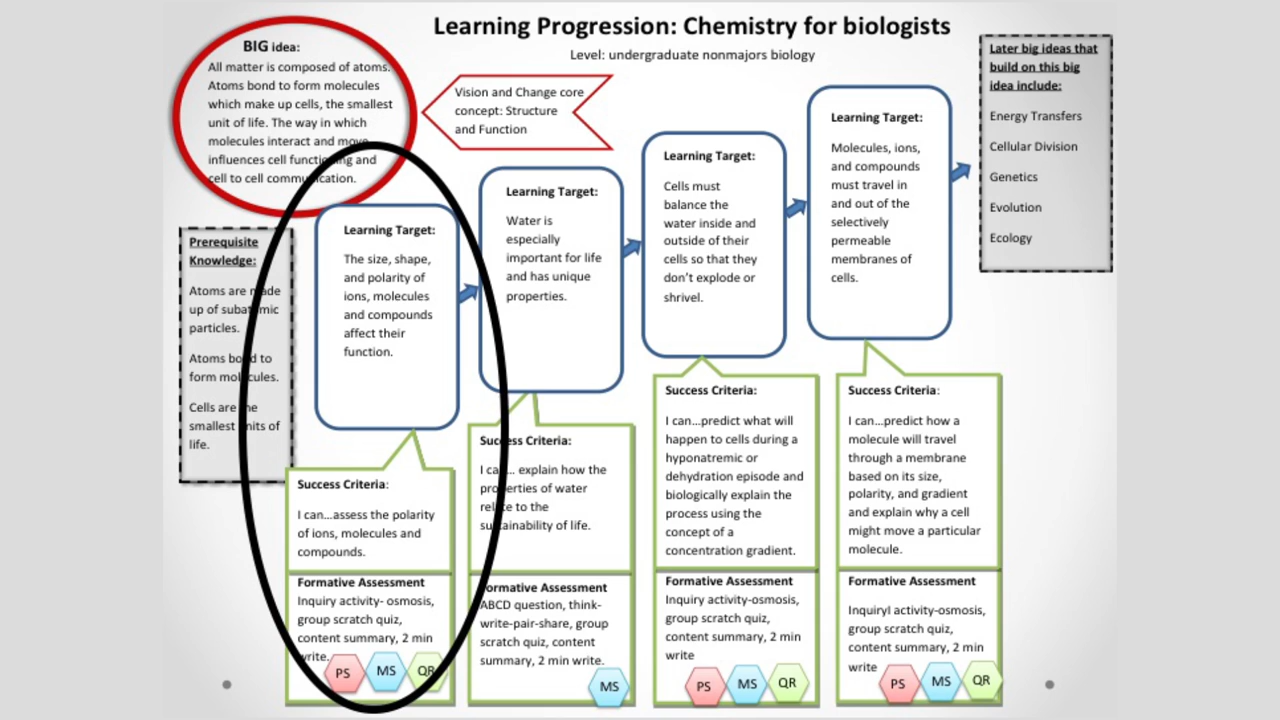 Learning Progression: Chemistry for biologists
Level: undergraduate nonmajors biology
BIG idea:
All matter is composed of atoms.
Atoms bond to form molecules
which make up cells, the smallest
unit of life. The way in which
molecules interact and move
influences cell functioning and
cell to cell communication.
Vision and Change core
concept: Structure
and Function
Later big ideas that
build on this big
idea include:
Energy Transfers
Cellular Division
Genetics
Evolution
Ecology
Prerequisite
Knowledge:
Atoms are made
up of subatomic
particles.
Atoms bond to
form molecules.
Cells are the
smallest units of
life.
Learning Target:
The size, shape,
and polarity of
ions, molecules
and compounds
affect their
function.
Success Criteria:
I can...assess the polarity
of ions, molecules and
compounds.
Formative Assessment
Inquiry activity- osmosis,
group scratch quiz,
content summary, 2 min
write.
PS MS QR
Learning Target:
Water is
especially
important for life
and has unique
properties.
Success Criteria:
I can... explain how the
properties of water
relate to the
sustainability of life.
Formative Assessment
ABCD question, think-
write-pair-share, group
scratch quiz, content
summary, 2 min write.
MS
Learning Target:
Cells must
balance the
water inside and
outside of their
cells so that they
don't explode or
shrivel.
Success Criteria:
I can...predict what will
happen to cells during a
hyponatremic or
dehydration episode and
biologically explain the
process using the
concept of a
concentration gradient.
Formative Assessment
Inquiry activity-osmosis,
group scratch quiz,
content summary, 2 min
write
PS MS QR
Learning Target:
Molecules, ions,
and compounds
must travel in
and out of the
selectively
permeable
membranes of
cells.
Success Criteria:
I can...predict how a
molecule will travel
through a membrane
based on its size,
polarity, and gradient
and explain why a cell
might move a particular
molecule.
Formative Assessment
Inquiryl activity-osmosis,
group scratch quiz,
content summary, 2 min
write
PS MS QR